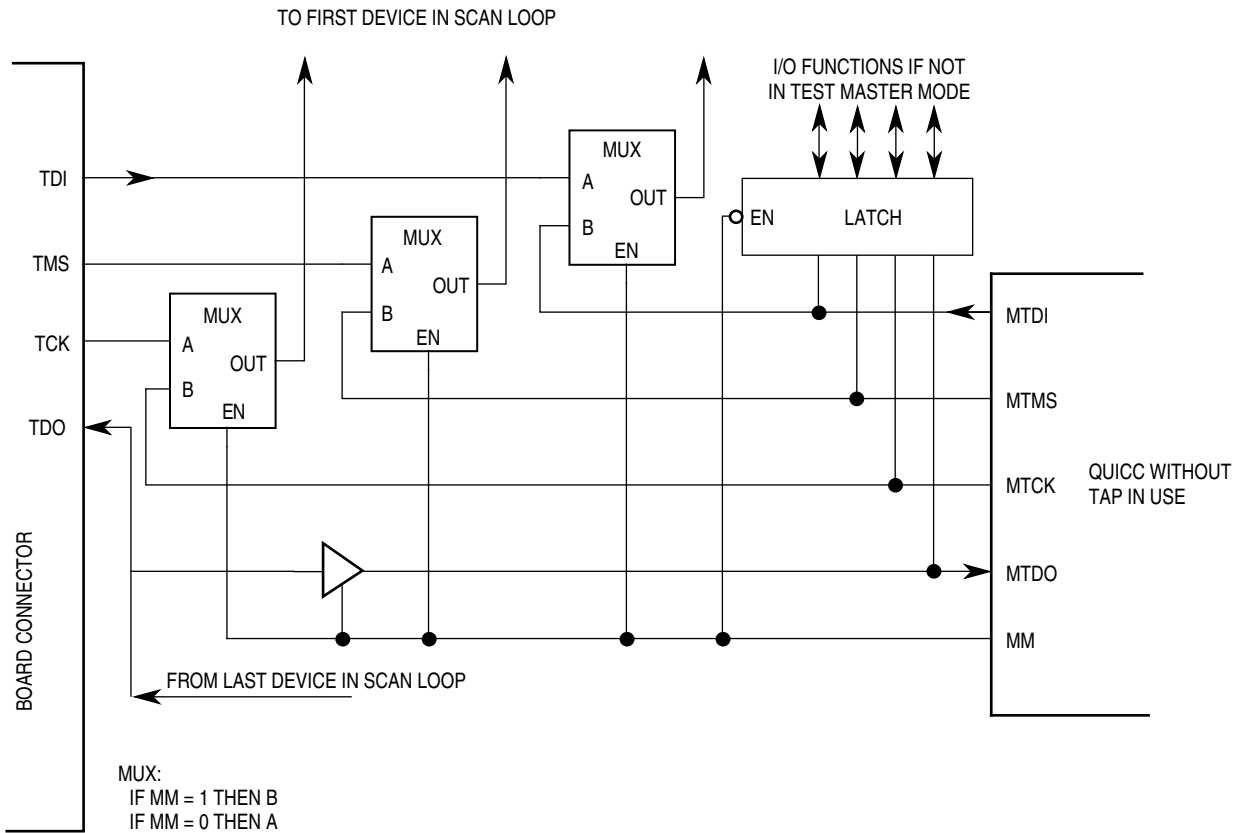 TO FIRST DEVICE IN SCAN LOOP
I/O FUNCTIONS IF NOT
IN TEST MASTER MODE
MUX
A
OUT
B
EN
MUX
A
OUT
B
EN
MUX
A
OUT
B
EN
EN
LATCH
TDI
TMS
TCK
TDO
BOARD CONNECTOR
MTDI
MTMS
MTCK
MTDO
MM
QUICC WITHOUT
TAP IN USE
FROM LAST DEVICE IN SCAN LOOP
MUX:
IF MM = 1 THEN B
IF MM = 0 THEN A